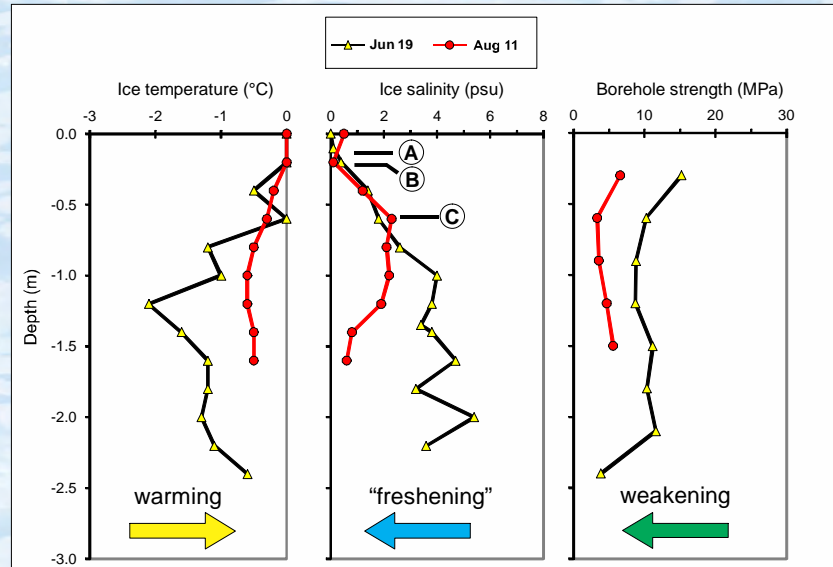 Jun 19 Aug 11
Ice temperature (°C) Ice salinity (psu) Borehole strength (MPa)
-3 -2 -1 0 0 2 4 6 8 0 10 20 30
0.0
A
B
-0.5
C
-1.0
Depth (m)
-1.5
-2.0
-2.5
warming "freshening" weakening
-3.0